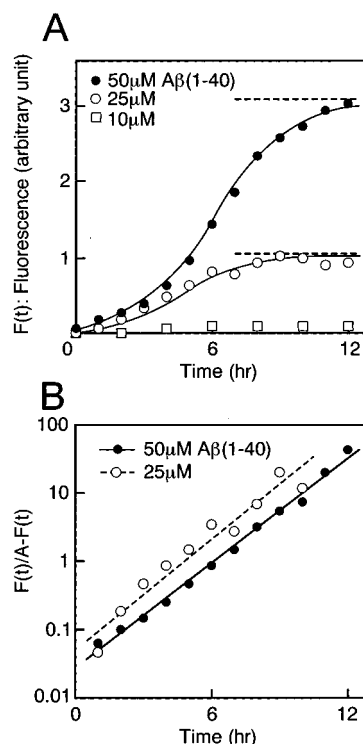 A
50μM Aβ(1-40)
25μM
10μM
F(t): Fluorescence (arbitrary unit)
3
2
1
0
0 6 12
Time (hr)
B
50μM Aβ(1-40)
25μM
F(t)/A-F(t)
100
10
1
0.1
0.01
0 6 12
Time (hr)